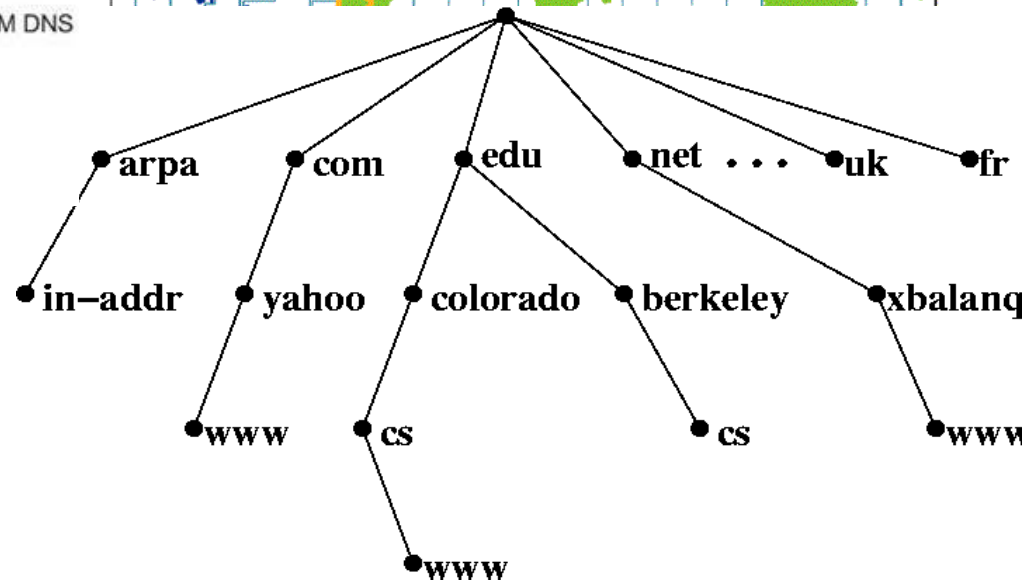 M DNS
arpa com edu net . . . uk fr
in-addr yahoo colorado berkeley xbalanq
www cs cs www
www